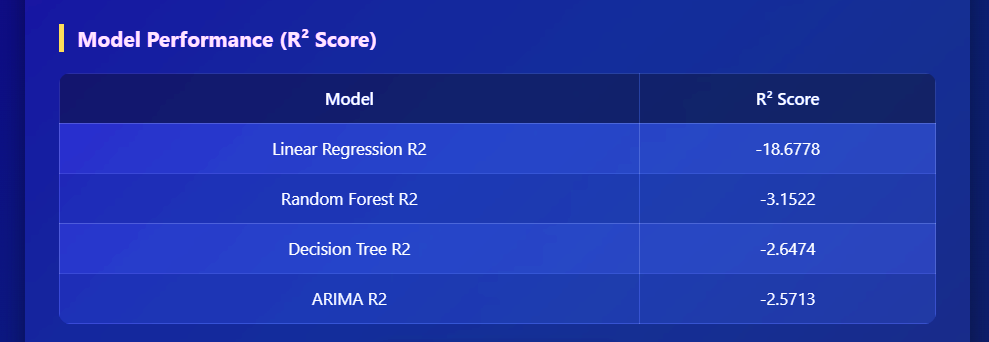 Model Performance (R² Score)
Model R² Score
Linear Regression R2 -18.6778
Random Forest R2 -3.1522
Decision Tree R2 -2.6474
ARIMA R2 -2.5713